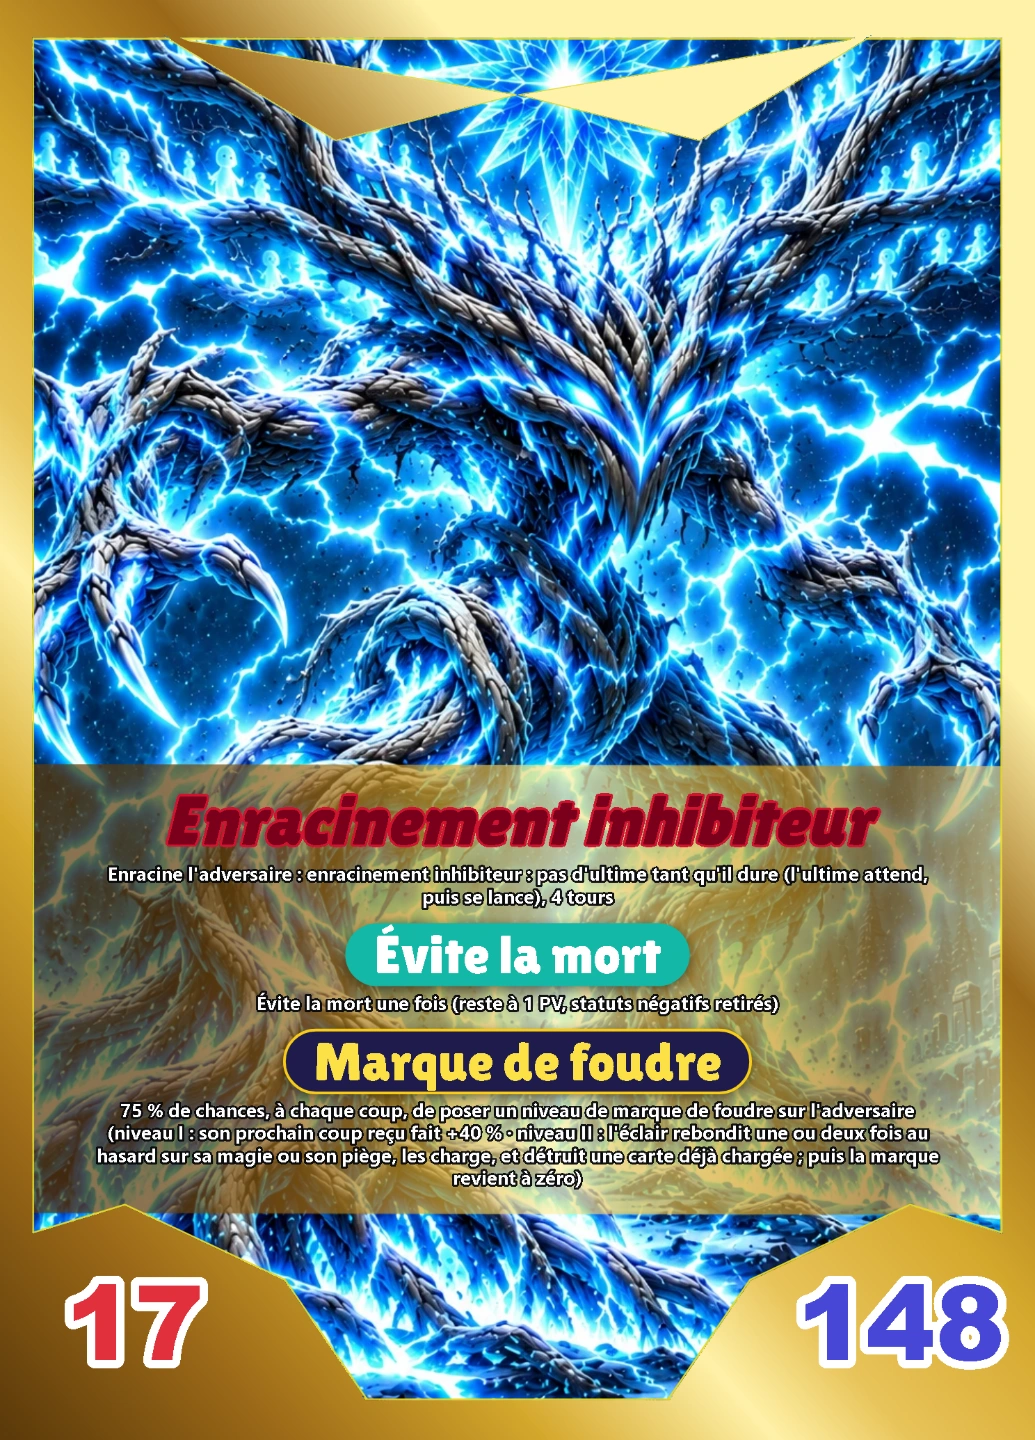 Enracinement inhibiteur
Enracine l'adversaire : enracinement inhibiteur : pas d'ultime tant qu'il dure (l'ultime attend,
puis se lance), 4 tours
Évite la mort
Évite la mort une fois (reste à 1 PV, statuts négatifs retirés)
Marque de foudre
75 % de chances, à chaque coup, de poser un niveau de marque de foudre sur l'adversaire
(niveau I : son prochain coup reçu fait +40 % · niveau II : l'éclair rebondit une ou deux fois au
hasard sur sa magie ou son piège, les charge, et détruit une carte déjà chargée ; puis la marque
revient à zéro)
17
148